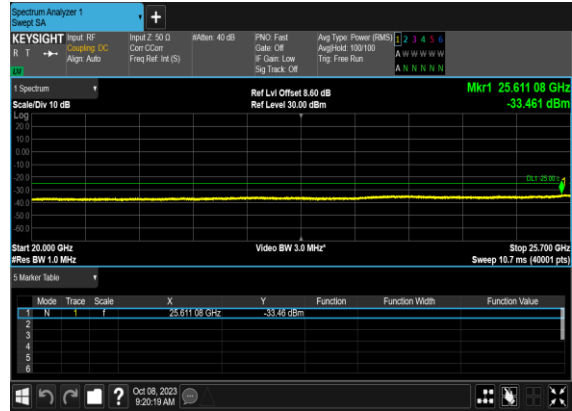 Spectrum Analyzer 1
Swept SA
+
KEYSIGHT Input: RF Input Z: 50 Ω #Atten: 40 dB PNO: Fast Avg Type: Power (RMS) 1 2 3 4 5 6
R T Coupling: DC Corr CCorr Gate: Off Avg|Hold: 100/100 A W W W W W
Align: Auto Freq Ref: Int (S) IF Gain: Low Trig: Free Run
Sig Track: Off A N N N N N
1 Spectrum Ref Lvl Offset 8.60 dB Mkr1 25.611 08 GHz
Scale/Div 10 dB Ref Level 30.00 dBm -33.461 dBm
Log
20.0
10.0
0.00
-10.0
-20.0 DL1 -25.00
-30.0
-40.0
-50.0
-60.0
Start 20.000 GHz Video BW 3.0 MHz* Stop 25.700 GHz
#Res BW 1.0 MHz Sweep 10.7 ms (40001 pts)
5 Marker Table
Mode Trace Scale X Y Function Function Width Function Value
1 N 1 f 25.611 08 GHz -33.46 dBm
2
3
4
5
6
? Oct 08, 2023
9:20:19 AM